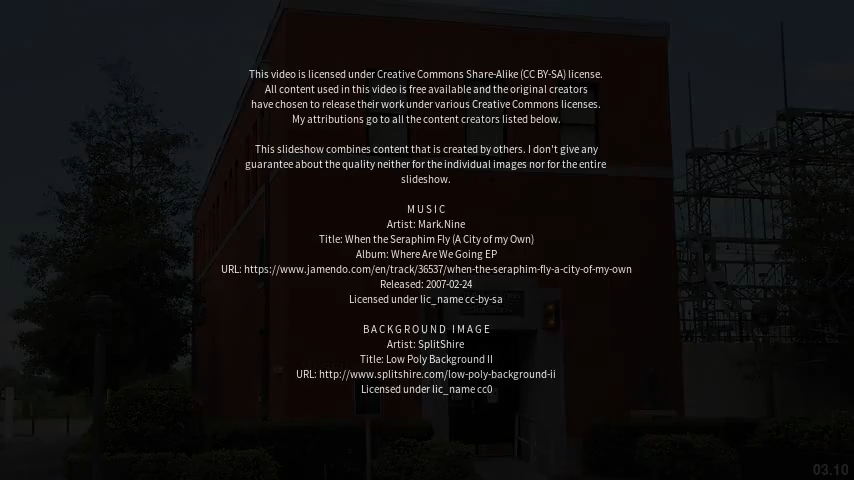 This video is licensed under Creative Commons Share-Alike (CC BY-SA) license.
All content used in this video is free available and the original creators
have chosen to release their work under various Creative Commons licenses.
My attributions go to all the content creators listed below.
This slideshow combines content that is created by others. I don't give any
guarantee about the quality neither for the individual images nor for the entire
slideshow.
MUSIC
Artist: Mark.Nine
Title: When the Seraphim Fly (A City of my Own)
Album: Where Are We Going EP
URL: https://www.jamendo.com/en/track/36537/when-the-seraphim-fly-a-city-of-my-own
Released: 2007-02-24
Licensed under lic_name cc-by-sa
BACKGROUND IMAGE
Artist: SplitShire
Title: Low Poly Background II
URL: http://www.splitshire.com/low-poly-background-ii
Licensed under lic_name cc0
03.10